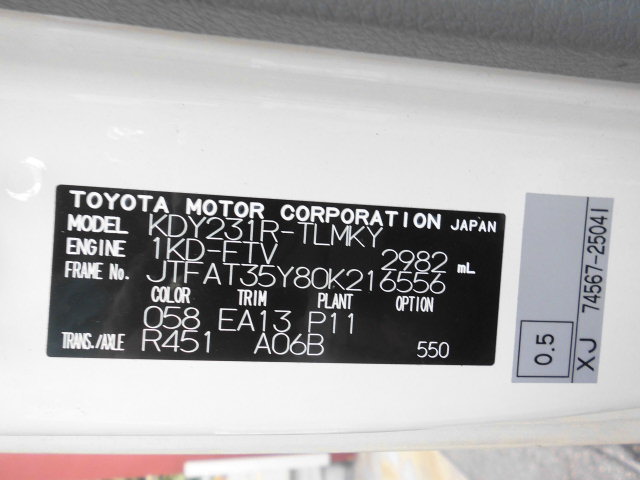 TOYOTA MOTOR CORPORATION JAPAN
MODEL KDY231R-TLMKY
ENGINE 1KD-FTV 2982 mL
FRAME No. JTFAT35Y80K216556
COLOR TRIM PLANT OPTION
058 EA13 P11
TRANS./AXLE R451 A06B 550
0.5
XJ 74567-25041